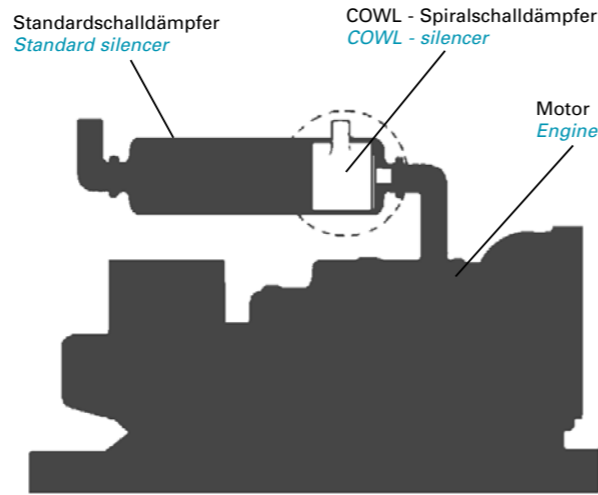 Standardschalldämpfer
Standard silencer
COWL - Spiralschalldämpfer
COWL - silencer
Motor
Engine